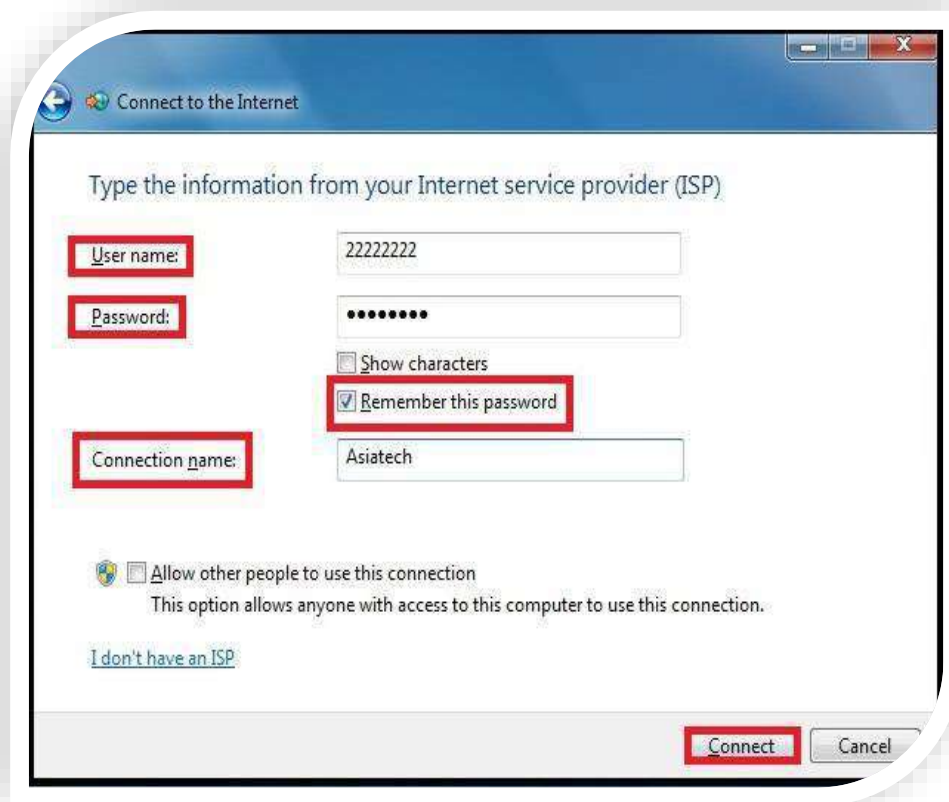 Connect to the Internet
Type the information from your Internet service provider (ISP)
User name:
22222222
Password:
••••••••
Show characters
Remember this password
Connection name:
Asiatech
Allow other people to use this connection
This option allows anyone with access to this computer to use this connection.
I don't have an ISP
Connect
Cancel